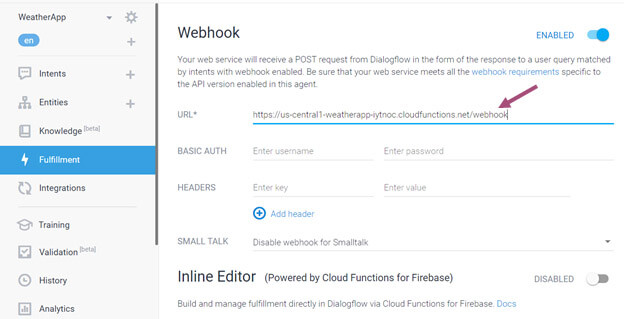 WeatherApp
en
Intents
Entities
Knowledge [beta]
Fulfillment
Integrations
Training
Validation [beta]
History
Analytics
Webhook
ENABLED
Your web service will receive a POST request from Dialogflow in the form of the response to a user query matched
by intents with webhook enabled. Be sure that your web service meets all the webhook requirements specific to
the API version enabled in this agent.
URL* https://us-central1-weatherapp-iytnoc.cloudfunctions.net/webhook
BASIC AUTH Enter username Enter password
HEADERS Enter key Enter value
Add header
SMALL TALK Disable webhook for Smalltalk
Inline Editor (Powered by Cloud Functions for Firebase) DISABLED
Build and manage fulfillment directly in Dialogflow via Cloud Functions for Firebase. Docs